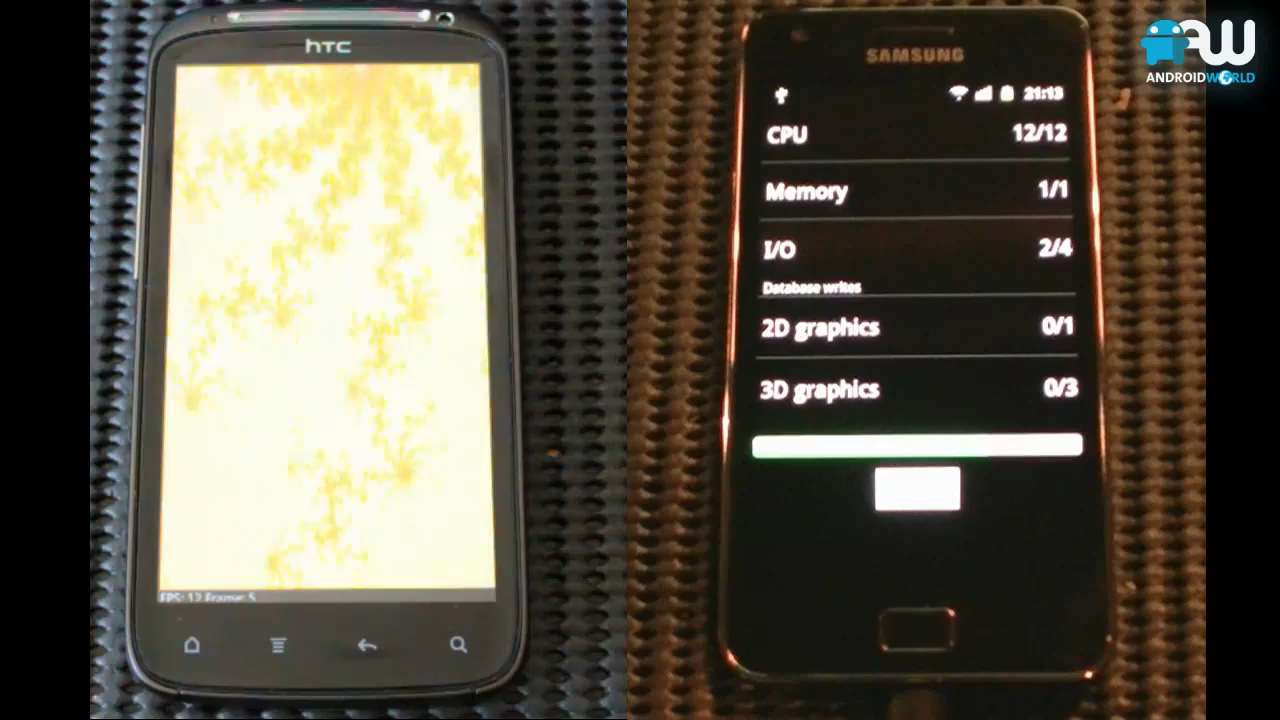 hTC
FPS: 12 Frame: 5
SAMSUNG
21:13
CPU 12/12
Memory 1/1
I/O 2/4
Database writes
2D graphics 0/1
3D graphics 0/3
AW
ANDROIDWORLD